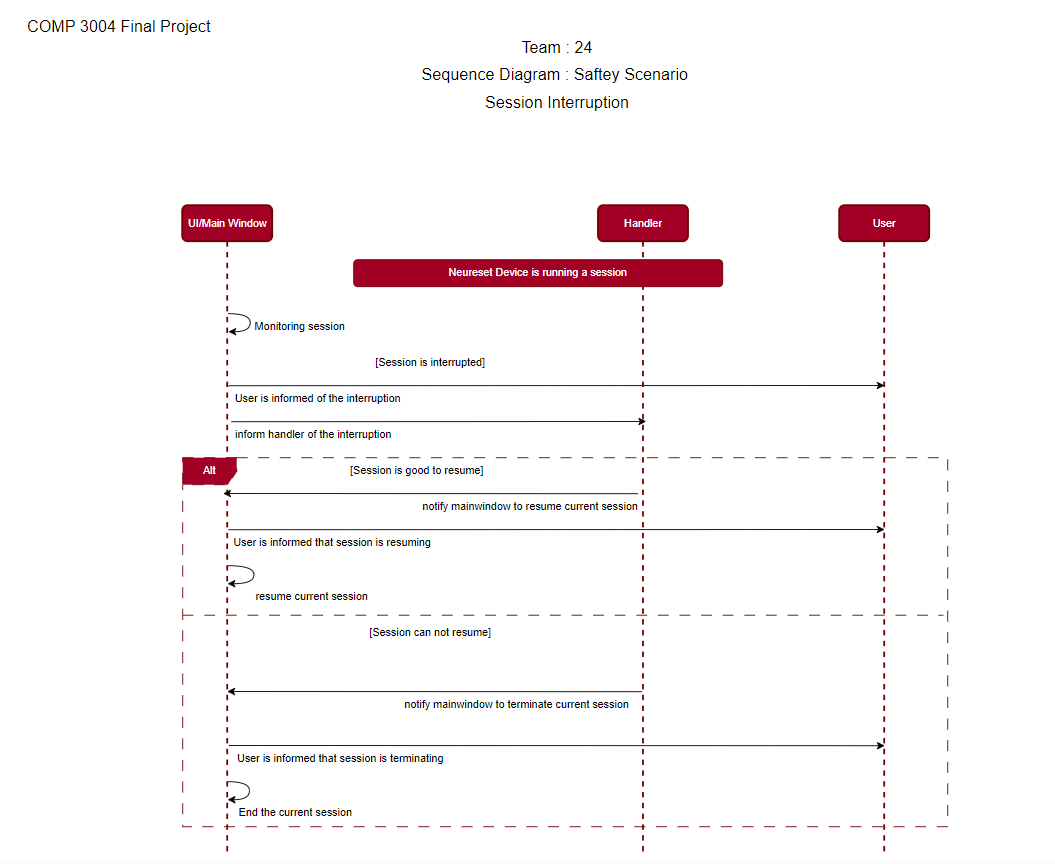 COMP 3004 Final Project
Team : 24
Sequence Diagram : Saftey Scenario
Session Interruption
UI/Main Window
Handler
User
Neureset Device is running a session
Monitoring session
[Session is interrupted]
User is informed of the interruption
inform handler of the interruption
Alt
[Session is good to resume]
notify mainwindow to resume current session
User is informed that session is resuming
resume current session
[Session can not resume]
notify mainwindow to terminate current session
User is informed that session is terminating
End the current session